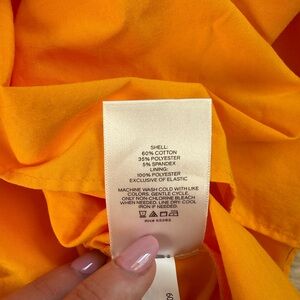 SHELL:
60% COTTON
35% POLYESTER
5% SPANDEX
LINING:
100% POLYESTER
EXCLUSIVE OF ELASTIC
MACHINE WASH COLD WITH LIKE
COLORS. GENTLE CYCLE.
ONLY NON-CHLORINE BLEACH
WHEN NEEDED. LINE DRY. COOL
IRON IF NEEDED.